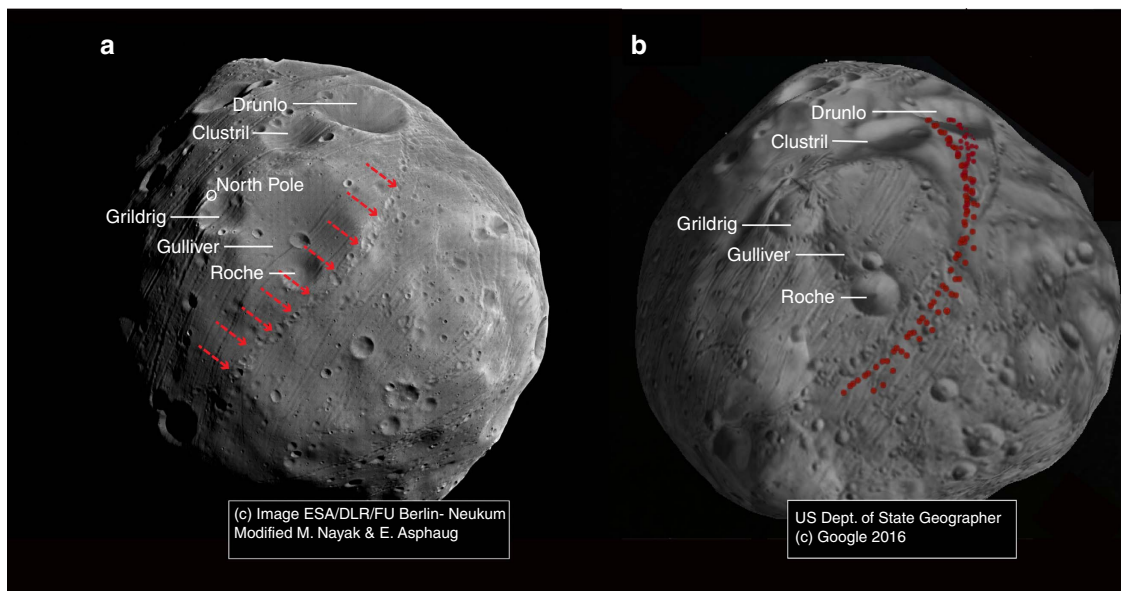 a
Drunlo
Clustril
North Pole
Grildrig
Gulliver
Roche
(c) Image ESA/DLR/FU Berlin- Neukum
Modified M. Nayak & E. Asphaug
b
Drunlo
Clustril
Grildrig
Gulliver
Roche
US Dept. of State Geographer
(c) Google 2016